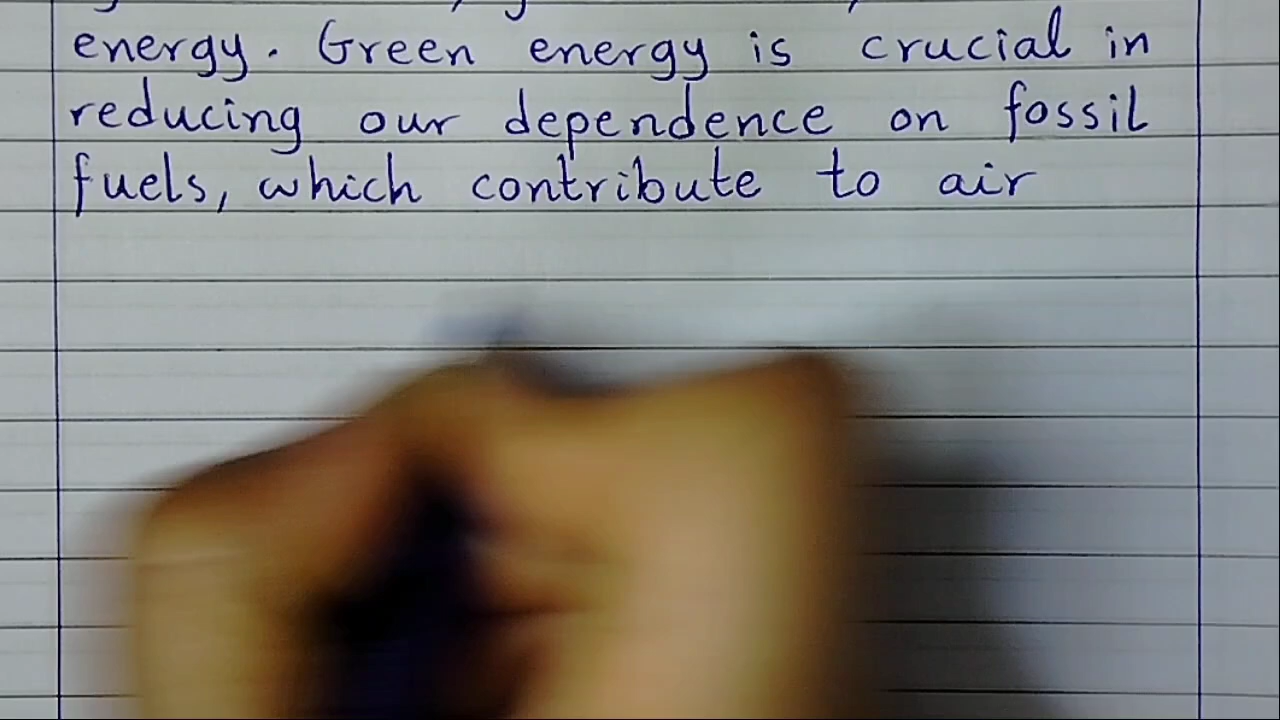 energy. Green energy is crucial in
reducing our dependence on fossil
fuels, which contribute to air